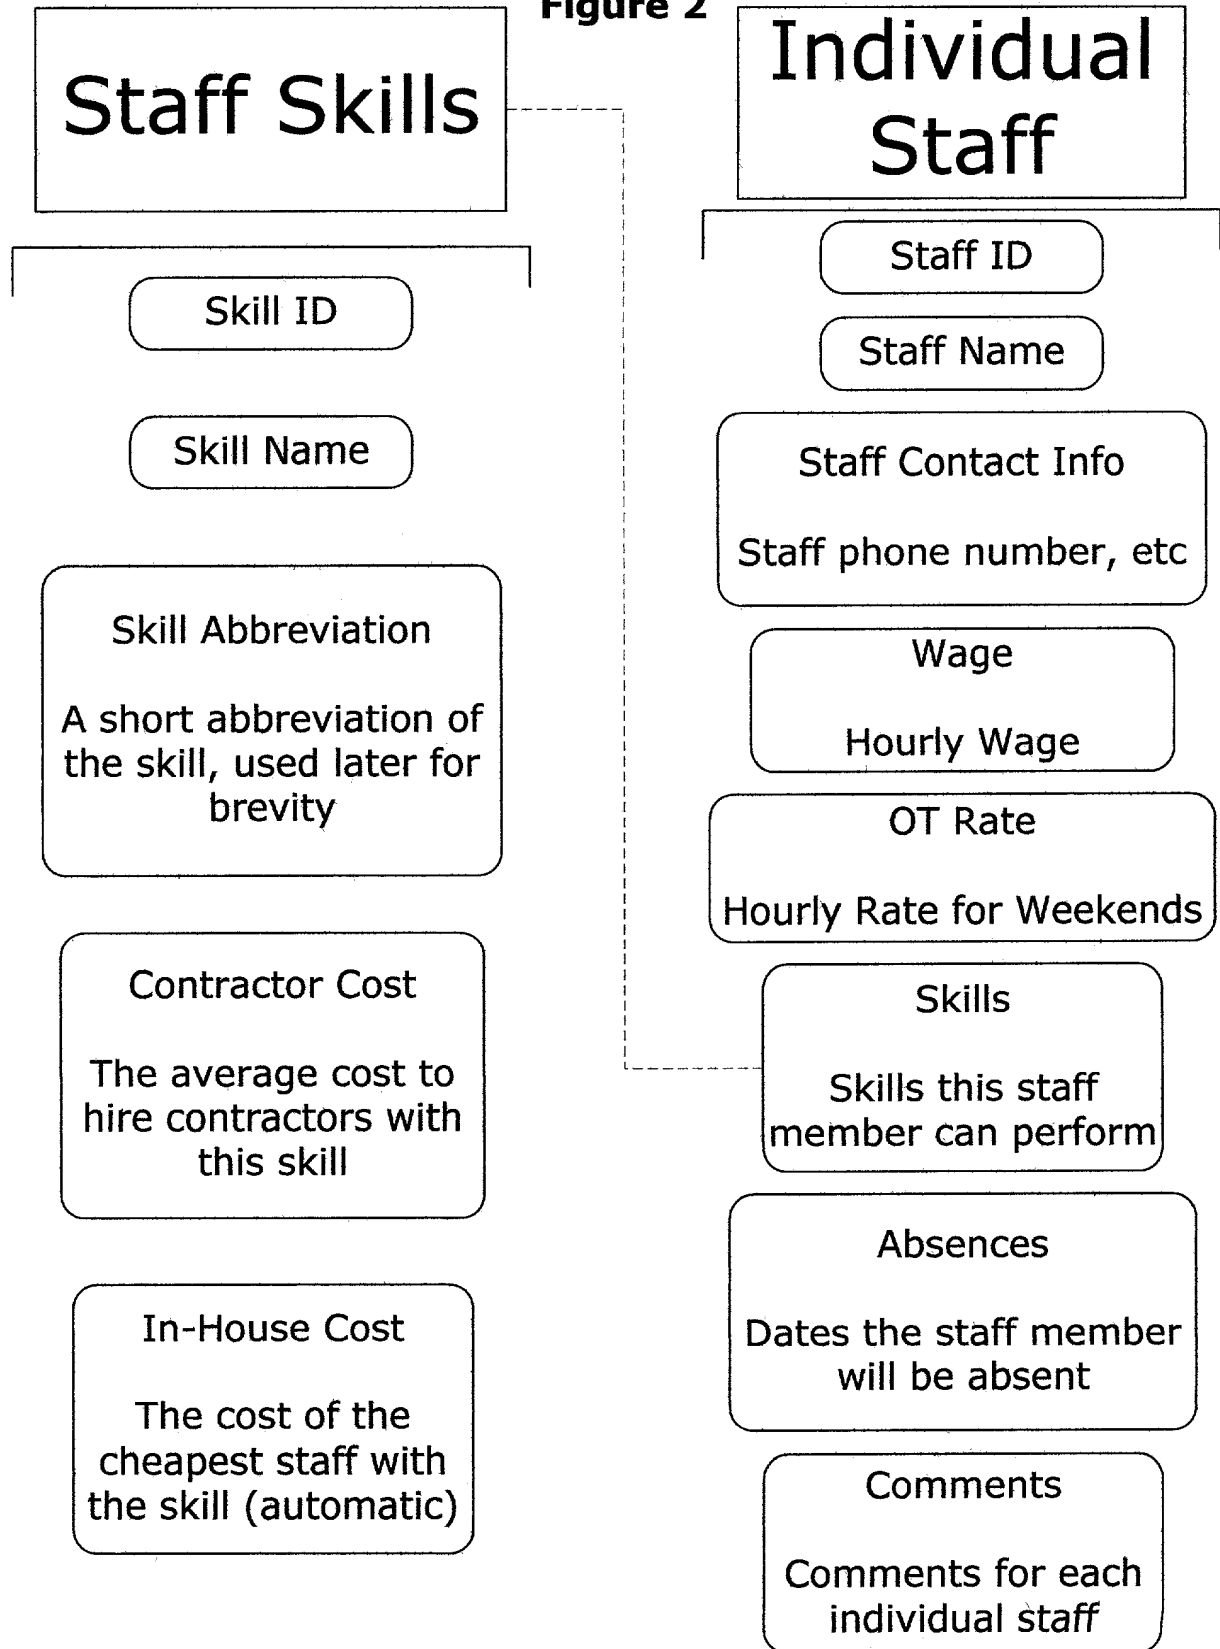 Figure 2
Staff Skills
Skill ID
Skill Name
Skill Abbreviation
A short abbreviation of
the skill, used later for
brevity
Contractor Cost
The average cost to
hire contractors with
this skill
In-House Cost
The cost of the
cheapest staff with
the skill (automatic)
Individual
Staff
Staff ID
Staff Name
Staff Contact Info
Staff phone number, etc
Wage
Hourly Wage
OT Rate
Hourly Rate for Weekends
Skills
Skills this staff
member can perform
Absences
Dates the staff member
will be absent
Comments
Comments for each
individual staff